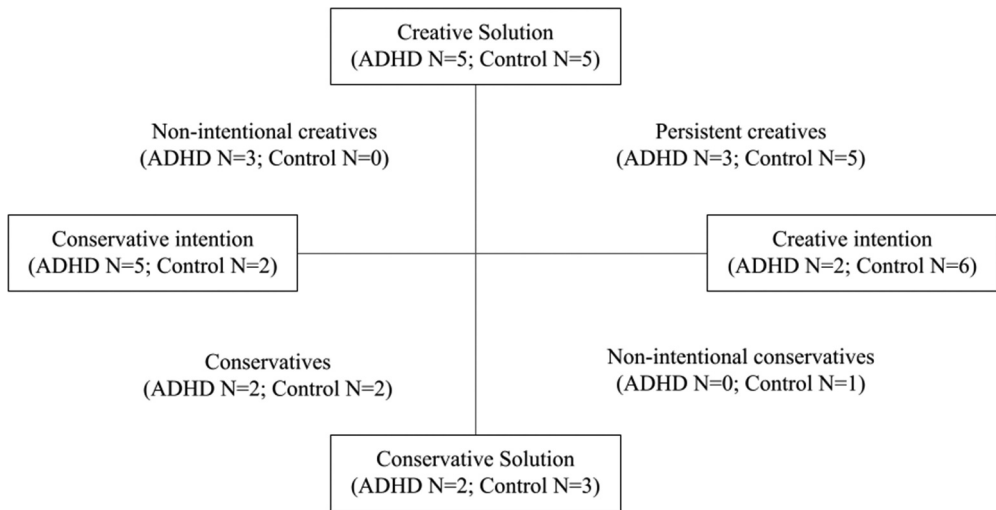 Creative Solution
(ADHD N=5; Control N=5)
Non-intentional creatives
(ADHD N=3; Control N=0)
Persistent creatives
(ADHD N=3; Control N=5)
Conservative intention
(ADHD N=5; Control N=2)
Creative intention
(ADHD N=2; Control N=6)
Conservatives
(ADHD N=2; Control N=2)
Non-intentional conservatives
(ADHD N=0; Control N=1)
Conservative Solution
(ADHD N=2; Control N=3)